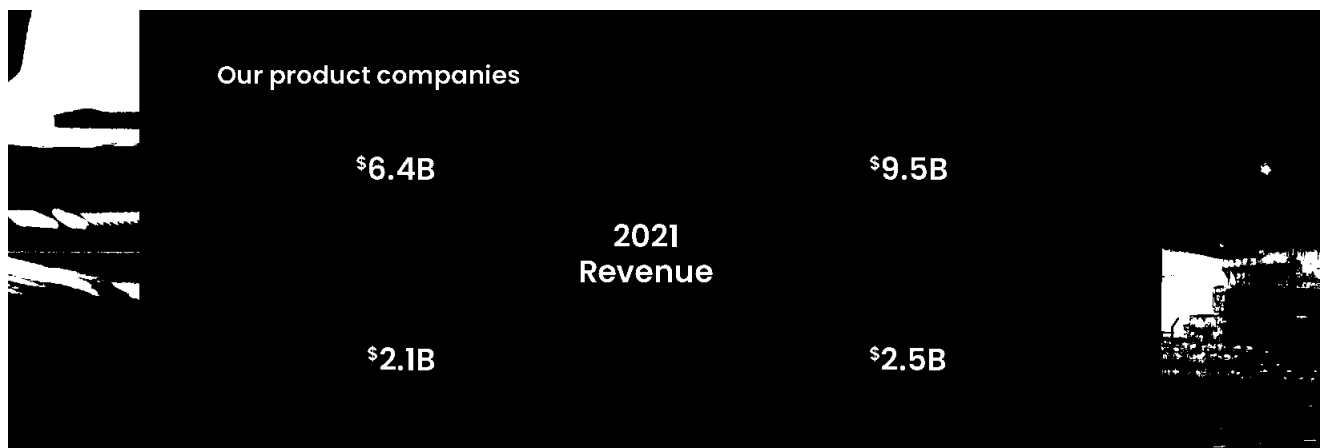 Our product companies
$6.4B
$9.5B
2021
Revenue
$2.1B
$2.5B